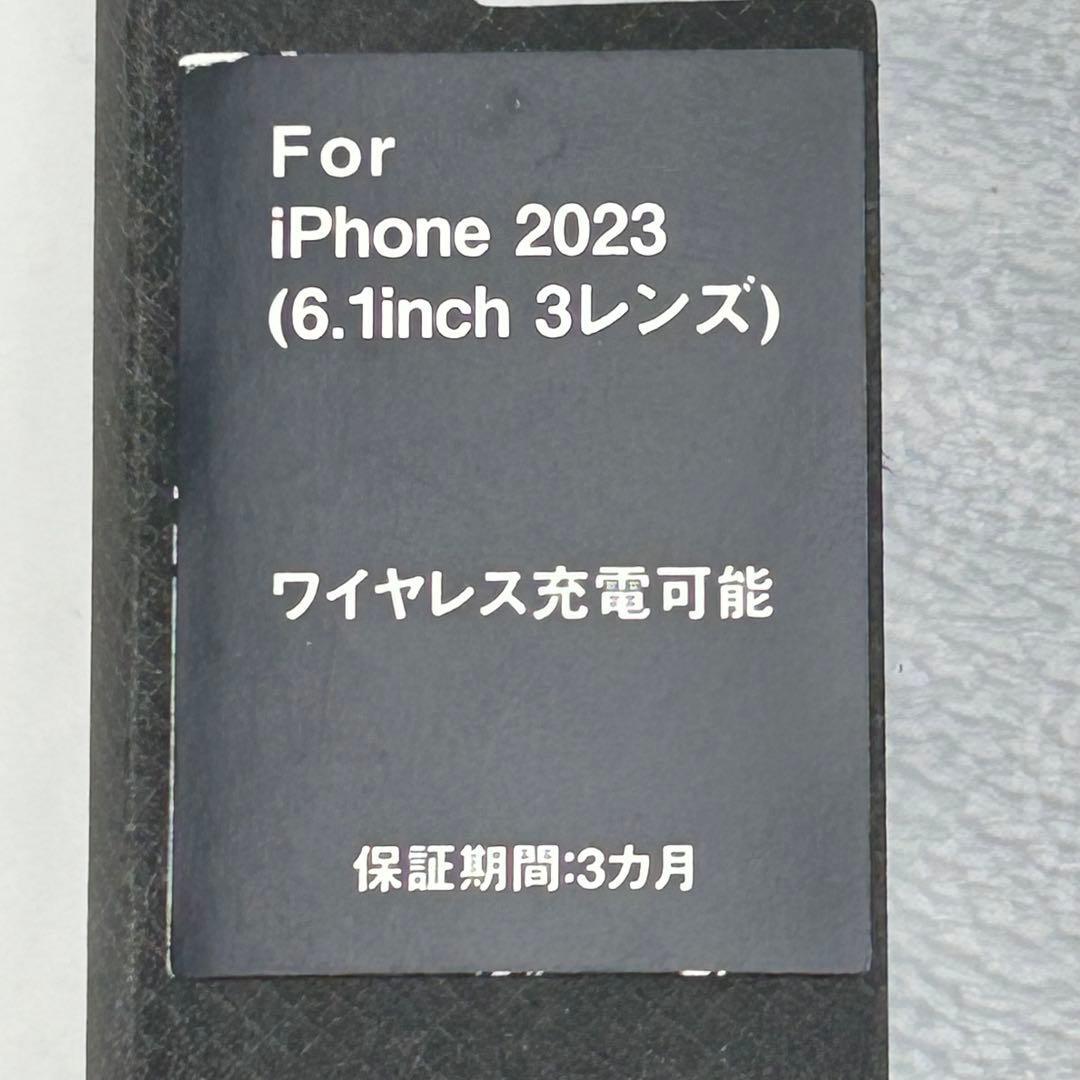 For
iPhone 2023
(6.1inch 3レンズ)
ワイヤレス充電可能
保証期間:3カ月